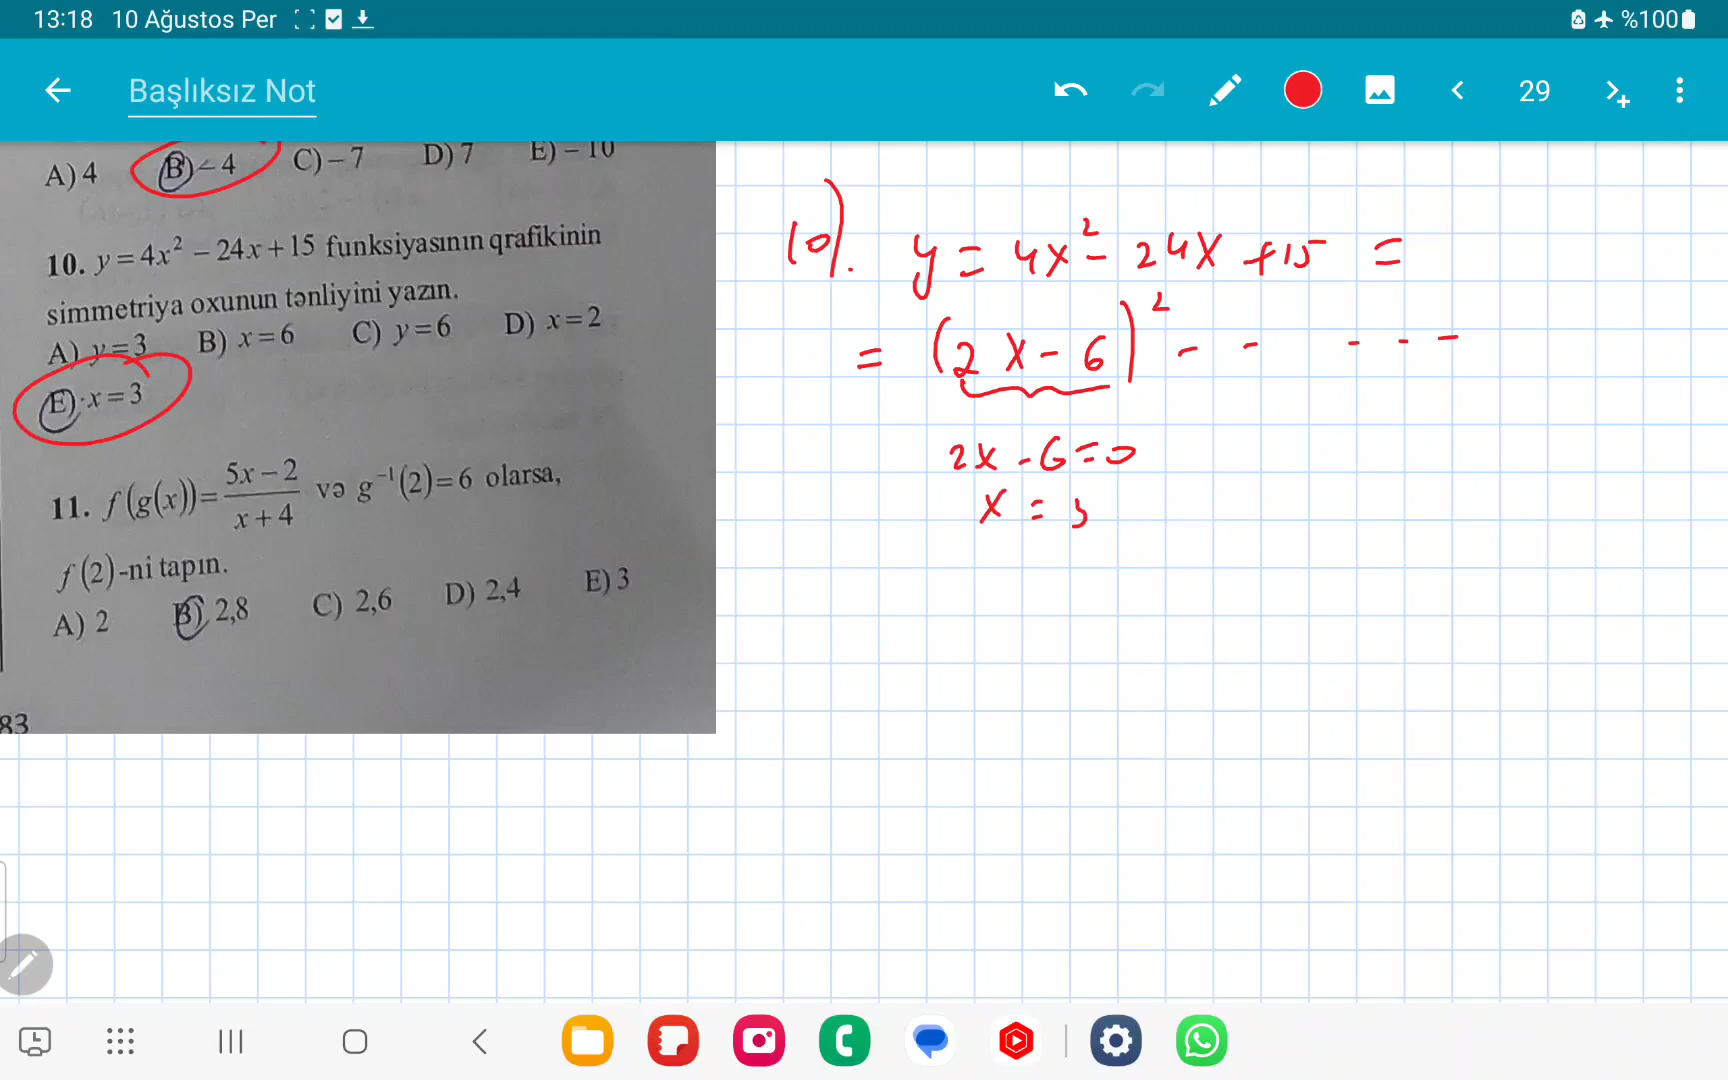 13:18 10 Ağustos Per %100
Başlıksız Not 29
A) 4 B) – 4 C) – 7 D) 7 E) – 10
10. y = 4x² – 24x + 15 funksiyasının qrafikinin
simmetriya oxunun tənliyini yazın.
A) y = 3 B) x = 6 C) y = 6 D) x = 2
E) x = 3
11. f(g(x)) = (5x – 2)/(x + 4) və g⁻¹(2) = 6 olarsa,
f(2)-ni tapın.
A) 2 B) 2,8 C) 2,6 D) 2,4 E) 3
83
10). y = 4x² - 24x + 15 =
= (2x - 6)² - - - - -
2x - 6 = 0
x = 3